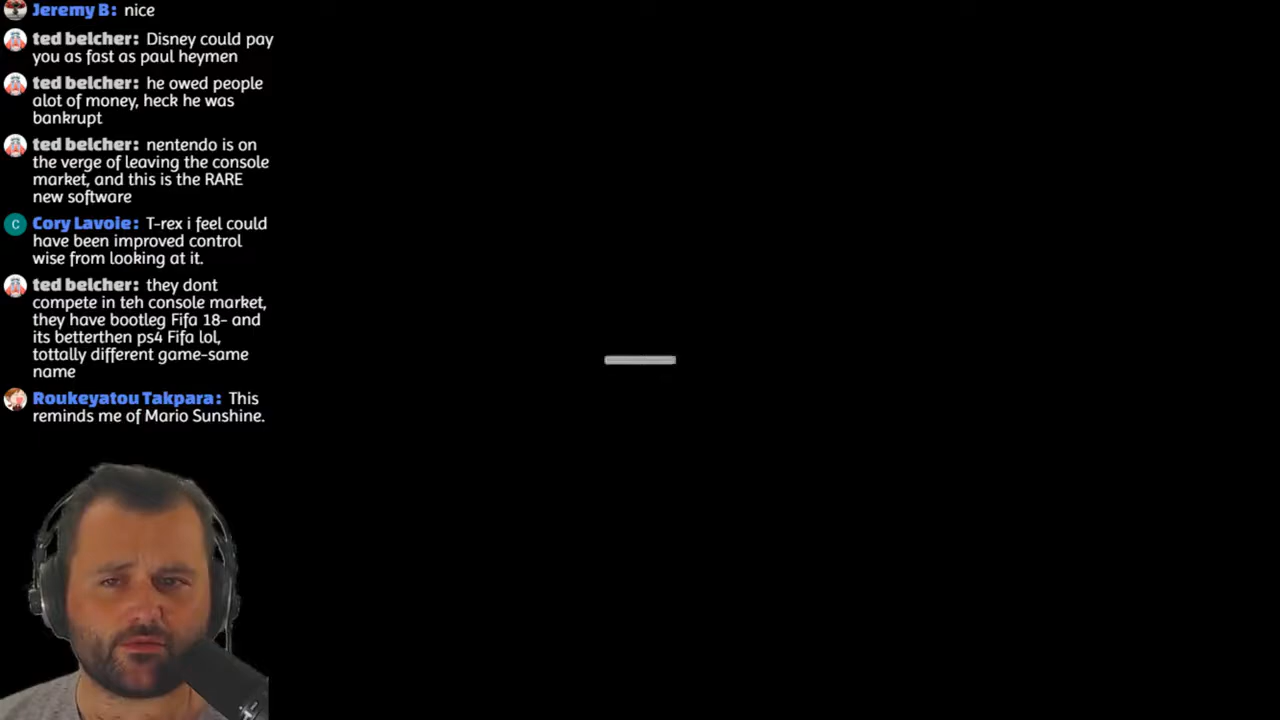 Jeremy B: nice
ted belcher: Disney could pay
you as fast as paul heymen
ted belcher: he owed people
alot of money, heck he was
bankrupt
ted belcher: nentendo is on
the verge of leaving the console
market, and this is the RARE
new software
C Cory Lavoie: T-rex i feel could
have been improved control
wise from looking at it.
ted belcher: they dont
compete in teh console market,
they have bootleg Fifa 18- and
its betterthen ps4 Fifa lol,
tottally different game-same
name
Roukeyatou Takpara: This
reminds me of Mario Sunshine.